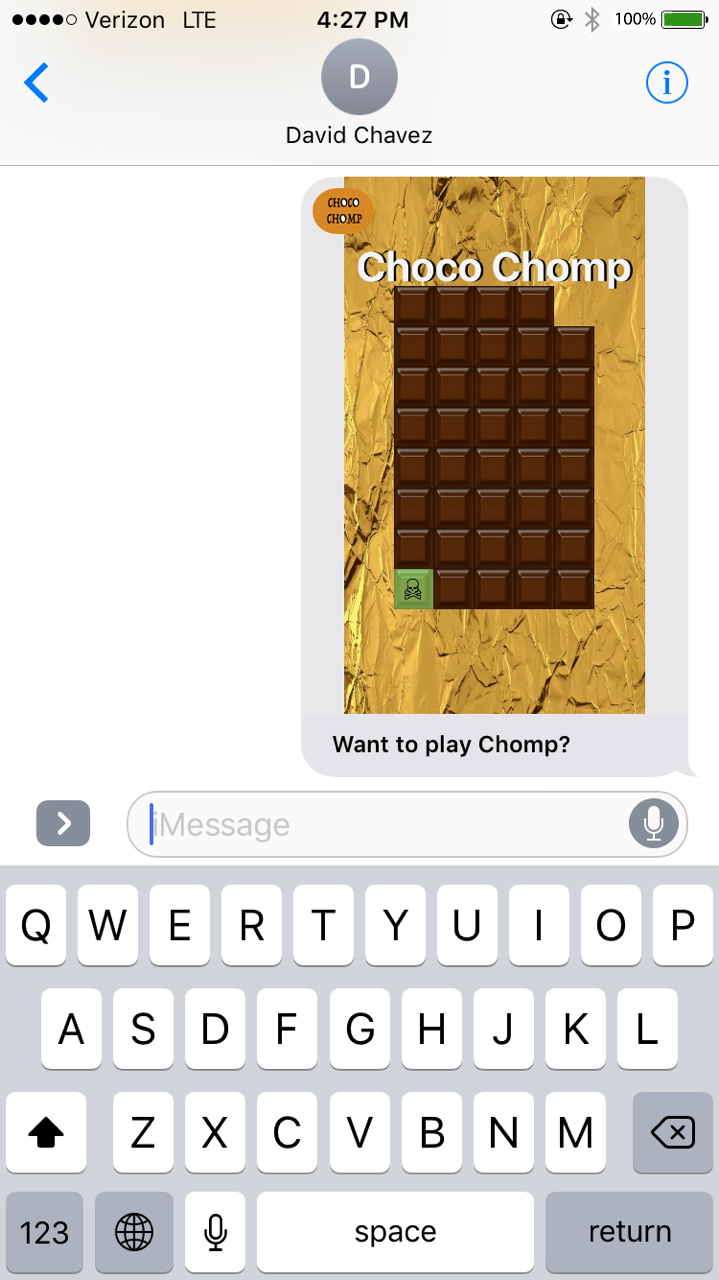 Verizon LTE 4:27 PM 100%
D
David Chavez
CHOCO
CHOMP
Choco Chomp
Want to play Chomp?
iMessage
Q W E R T Y U I O P
A S D F G H J K L
Z X C V B N M
123 space return